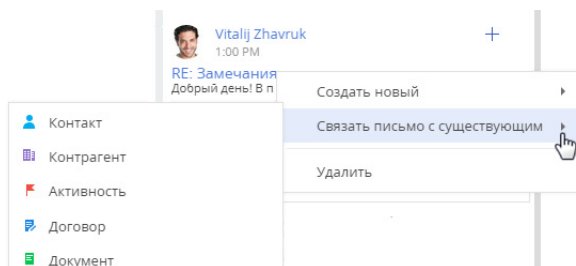 Vitalij Zhavruk
1:00 PM
RE: Замечания
Добрый день! В п
Создать новый
Связать письмо с существующим
Удалить
Контакт
Контрагент
Активность
Договор
Документ